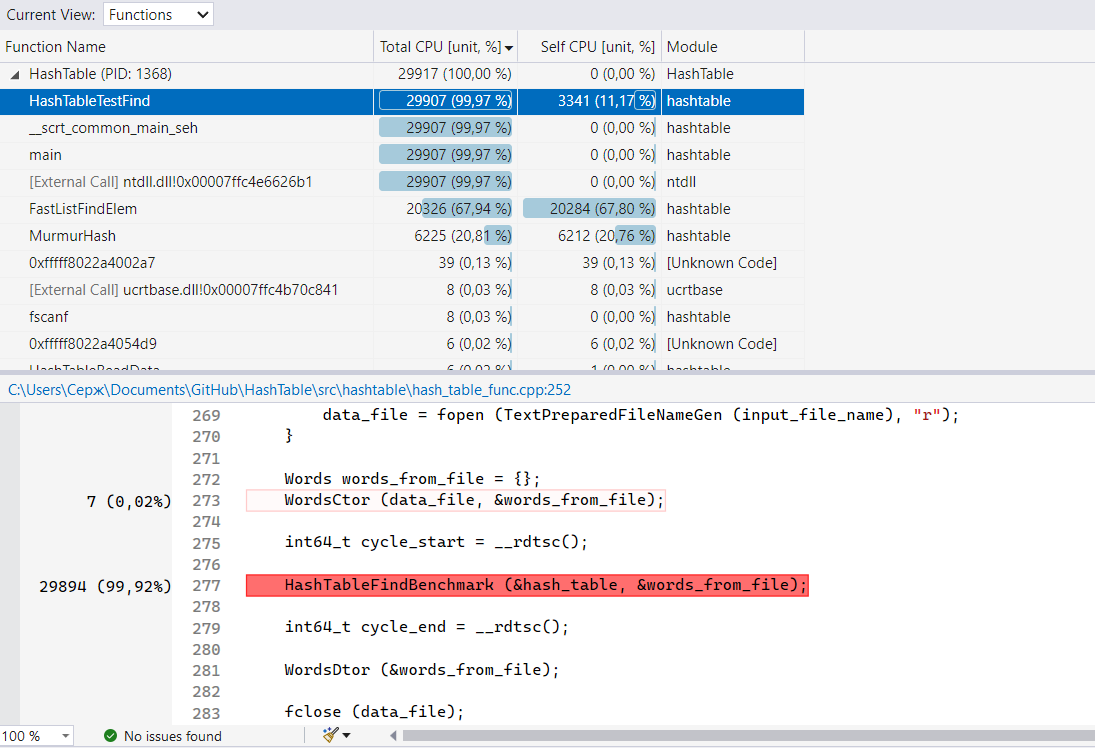 Current View: Functions
Function Name Total CPU [unit, %] Self CPU [unit, %] Module
HashTable (PID: 1368) 29917 (100,00 %) 0 (0,00 %) HashTable
HashTableTestFind 29907 (99,97 %) 3341 (11,17 %) hashtable
__scrt_common_main_seh 29907 (99,97 %) 0 (0,00 %) hashtable
main 29907 (99,97 %) 0 (0,00 %) hashtable
[External Call] ntdll.dll!0x00007ffc4e6626b1 29907 (99,97 %) 0 (0,00 %) ntdll
FastListFindElem 20326 (67,94 %) 20284 (67,80 %) hashtable
MurmurHash 6225 (20,81 %) 6212 (20,76 %) hashtable
0xfffff8022a4002a7 39 (0,13 %) 39 (0,13 %) [Unknown Code]
[External Call] ucrtbase.dll!0x00007ffc4b70c841 8 (0,03 %) 8 (0,03 %) ucrtbase
fscanf 8 (0,03 %) 0 (0,00 %) hashtable
0xfffff8022a4054d9 6 (0,02 %) 6 (0,02 %) [Unknown Code]
HashTableReadData 6 (0,02 %) 1 (0,00 %) hashtable
C:\Users\Серж\Documents\GitHub\HashTable\src\hashtable\hash_table_func.cpp:252
269 data_file = fopen (TextPreparedFileNameGen (input_file_name), "r");
270 }
271
272 Words words_from_file = {};
7 (0,02%) 273 WordsCtor (data_file, &words_from_file);
274
275 int64_t cycle_start = __rdtsc();
276
29894 (99,92%) 277 HashTableFindBenchmark (&hash_table, &words_from_file);
278
279 int64_t cycle_end = __rdtsc();
280
281 WordsDtor (&words_from_file);
282
283 fclose (data_file);
100 % No issues found